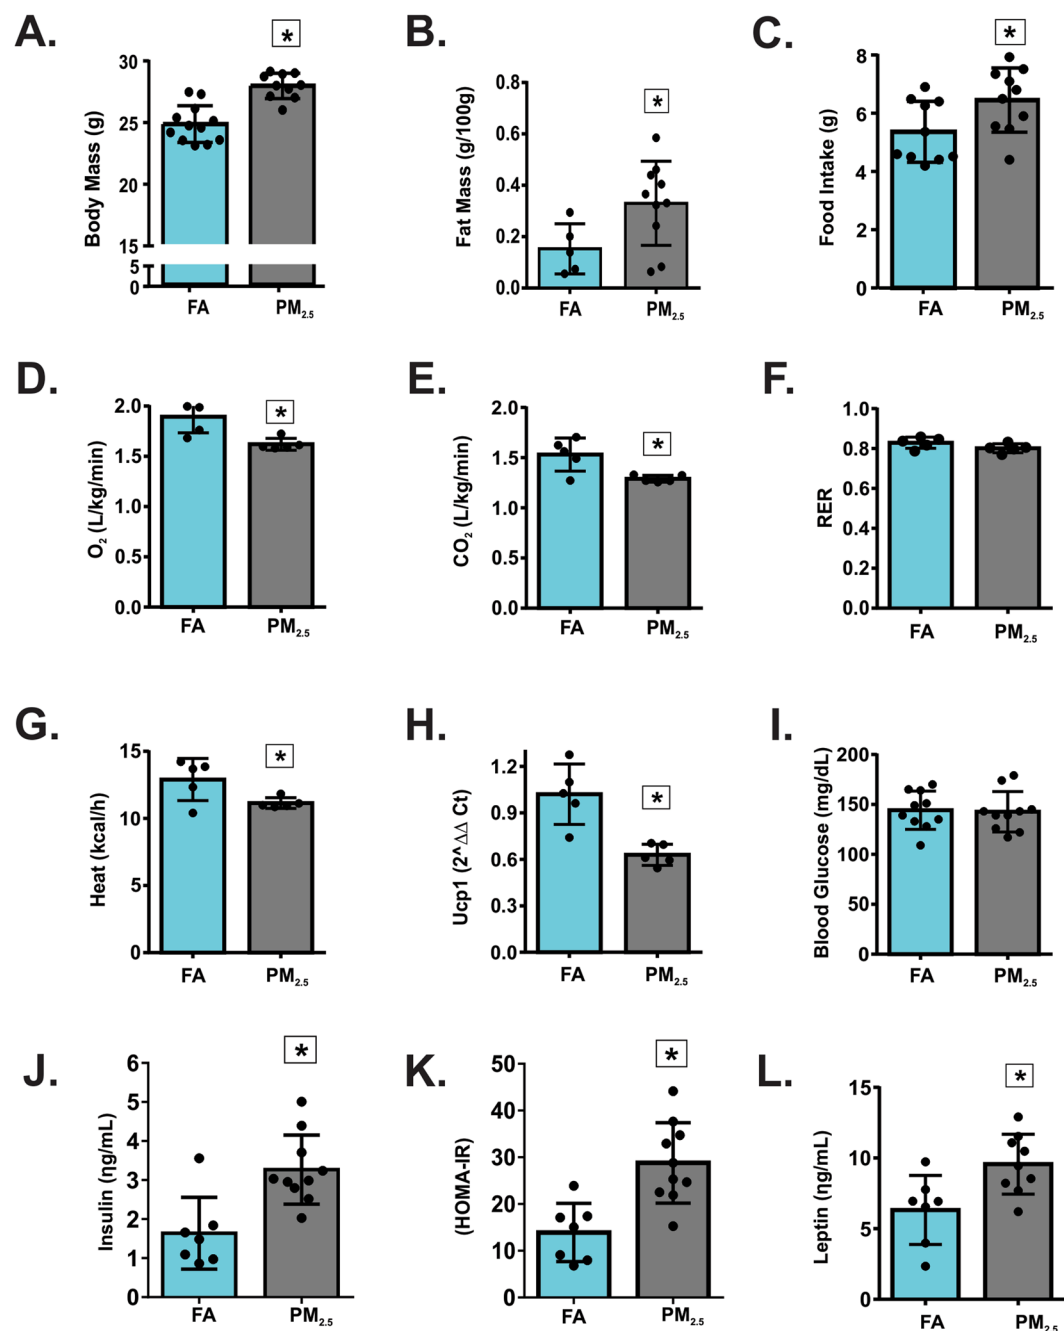 A.
*
Body Mass (g)
30
25
20
15
5
0
FA
PM2.5
B.
*
Fat Mass (g/100g)
0.8
0.6
0.4
0.2
0.0
FA
PM2.5
C.
*
Food Intake (g)
8
6
4
2
0
FA
PM2.5
D.
*
O2 (L/kg/min)
2.0
1.5
1.0
0.5
0.0
FA
PM2.5
E.
*
CO2 (L/kg/min)
2.0
1.5
1.0
0.5
0.0
FA
PM2.5
F.
RER
1.0
0.8
0.6
0.4
0.2
0.0
FA
PM2.5
G.
*
Heat (kcal/h)
15
10
5
0
FA
PM2.5
H.
*
Ucp1 (2^ΔΔ Ct)
1.2
0.9
0.6
0.3
0.0
FA
PM2.5
I.
Blood Glucose (mg/dL)
200
150
100
50
0
FA
PM2.5
J.
*
Insulin (ηg/mL)
6
5
4
3
2
1
0
FA
PM2.5
K.
*
(HOMA-IR)
50
40
30
20
10
0
FA
PM2.5
L.
*
Leptin (ηg/mL)
15
10
5
0
FA
PM2.5